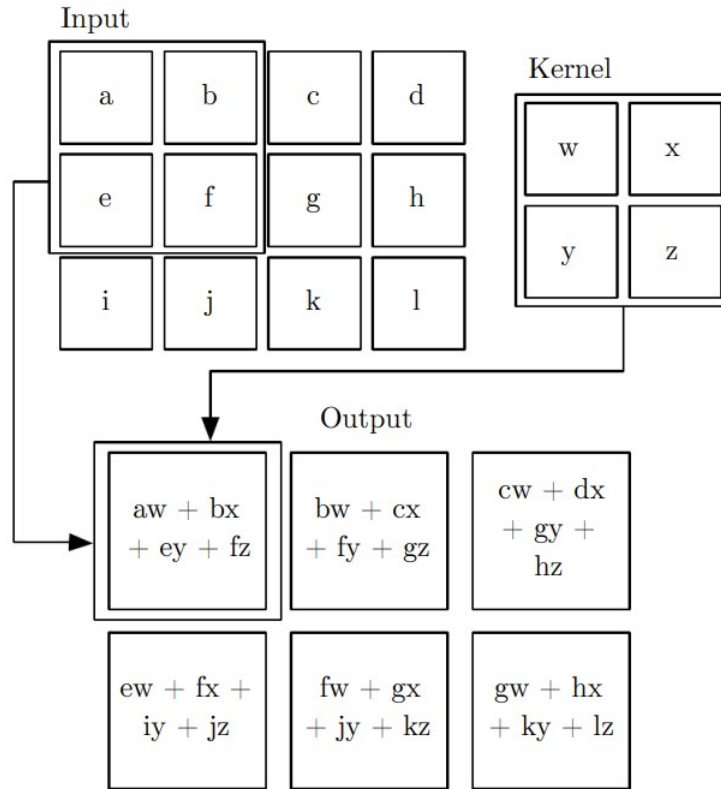 Input
a b c d
Kernel
w x
e f g h
y z
i j k l
Output
aw + bx
+ ey + fz
bw + cx
+ fy + gz
cw + dx
+ gy +
hz
ew + fx +
iy + jz
fw + gx
+ jy + kz
gw + hx
+ ky + lz